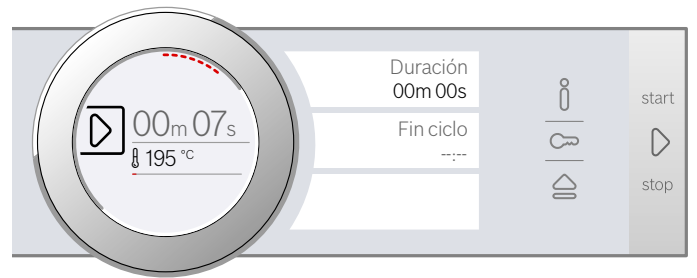 00m 07s
195 °C
Duración
00m 00s
Fin ciclo
--:--
start
stop